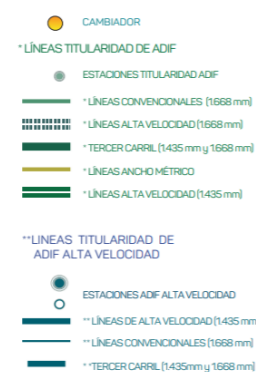 CAMBIADOR
* LÍNEAS TITULARIDAD DE ADIF
ESTACIONES TITULARIDAD ADIF
* LÍNEAS CONVENCIONALES (1.668 mm)
* LÍNEAS ALTA VELOCIDAD (1.668 mm)
* TERCER CARRIL (1.435 mm y 1.668 mm)
* LÍNEAS ANCHO MÉTRICO
* LÍNEAS ALTA VELOCIDAD (1.435 mm)
**LINEAS TITULARIDAD DE
ADIF ALTA VELOCIDAD
ESTACIONES ADIF ALTA VELOCIDAD
** LÍNEAS DE ALTA VELOCIDAD (1.435 mm
** LÍNEAS CONVENCIONALES (1.668 mm)
**TERCER CARRIL (1.435mm y 1.668 mm)